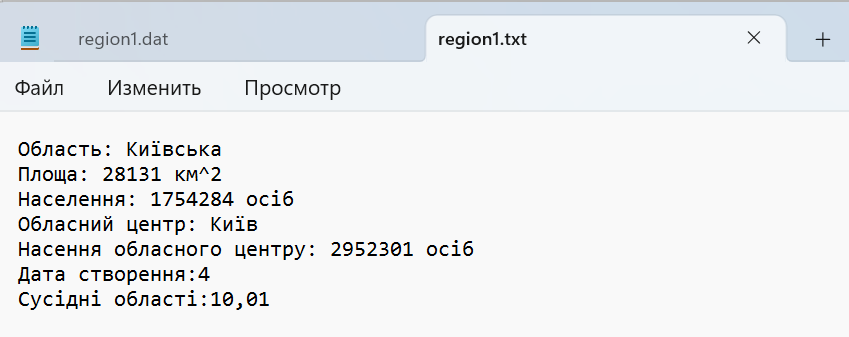 region1.dat
region1.txt
Файл Изменить Просмотр
Область: Київська
Площа: 28131 км^2
Населення: 1754284 осіб
Обласний центр: Київ
Насення обласного центру: 2952301 осіб
Дата створення:4
Сусідні області:10,01